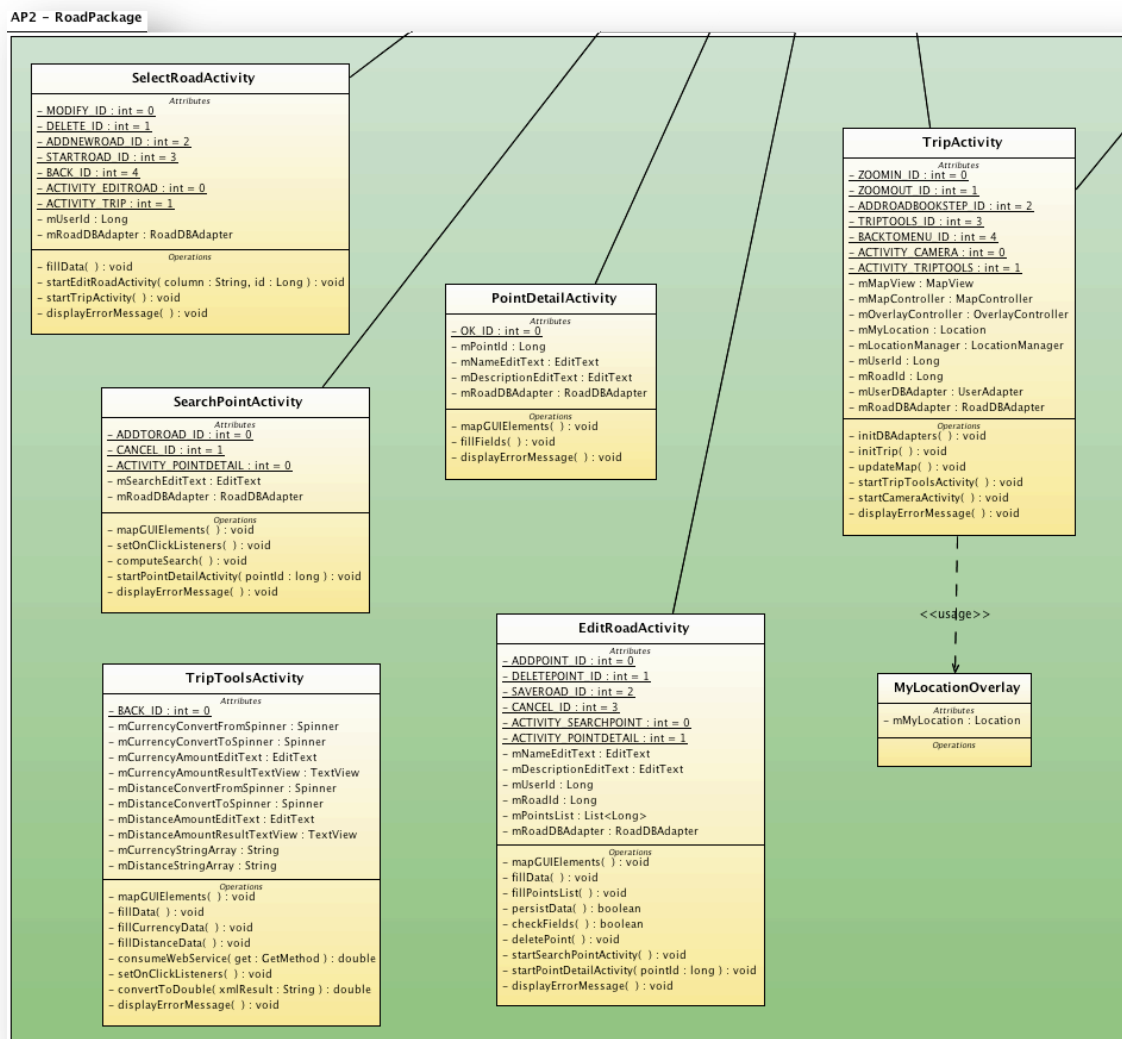 AP2 - RoadPackage
SelectRoadActivity
Attributes
- MODIFY_ID : int = 0
- DELETE_ID : int = 1
- ADDNEWROAD_ID : int = 2
- STARTROAD_ID : int = 3
- BACK_ID : int = 4
- ACTIVITY_EDITROAD : int = 0
- ACTIVITY_TRIP : int = 1
- mUserId : Long
- mRoadDBAdapter : RoadDBAdapter
Operations
- fillData( ) : void
- startEditRoadActivity( column : String, id : Long ) : void
- startTripActivity( ) : void
- displayErrorMessage( ) : void
TripActivity
Attributes
- ZOOMIN_ID : int = 0
- ZOOMOUT_ID : int = 1
- ADDROADBOOKSTEP_ID : int = 2
- TRIPTOOLS_ID : int = 3
- BACKTOMENU_ID : int = 4
- ACTIVITY_CAMERA : int = 0
- ACTIVITY_TRIPTOOLS : int = 1
- mMapView : MapView
- mMapController : MapController
- mOverlayController : OverlayController
- mMyLocation : Location
- mLocationManager : LocationManager
- mUserId : Long
- mRoadId : Long
- mUserDBAdapter : UserAdapter
- mRoadDBAdapter : RoadDBAdapter
Operations
- initDBAdapters( ) : void
- initTrip( ) : void
- updateMap( ) : void
- startTripToolsActivity( ) : void
- startCameraActivity( ) : void
- displayErrorMessage( ) : void
PointDetailActivity
Attributes
- OK_ID : int = 0
- mPointId : Long
- mNameEditText : EditText
- mDescriptionEditText : EditText
- mRoadDBAdapter : RoadDBAdapter
Operations
- mapGUIElements( ) : void
- fillFields( ) : void
- displayErrorMessage( ) : void
SearchPointActivity
Attributes
- ADDTOROAD_ID : int = 0
- CANCEL_ID : int = 1
- ACTIVITY_POINTDETAIL : int = 0
- mSearchEditText : EditText
- mRoadDBAdapter : RoadDBAdapter
Operations
- mapGUIElements( ) : void
- setOnClickListeners( ) : void
- computeSearch( ) : void
- startPointDetailActivity( pointId : long ) : void
- displayErrorMessage( ) : void
<<usage>>
EditRoadActivity
Attributes
- ADDPOINT_ID : int = 0
- DELETEPOINT_ID : int = 1
- SAVEROAD_ID : int = 2
- CANCEL_ID : int = 3
- ACTIVITY_SEARCHPOINT : int = 0
- ACTIVITY_POINTDETAIL : int = 1
- mNameEditText : EditText
- mDescriptionEditText : EditText
- mUserId : Long
- mRoadId : Long
- mPointsList : List<Long>
- mRoadDBAdapter : RoadDBAdapter
Operations
- mapGUIElements( ) : void
- fillData( ) : void
- fillPointsList( ) : void
- persistData( ) : boolean
- checkFields( ) : boolean
- deletePoint( ) : void
- startSearchPointActivity( ) : void
- startPointDetailActivity( pointId : long ) : void
- displayErrorMessage( ) : void
TripToolsActivity
Attributes
- BACK_ID : int = 0
- mCurrencyConvertFromSpinner : Spinner
- mCurrencyConvertToSpinner : Spinner
- mCurrencyAmountEditText : EditText
- mCurrencyAmountResultTextView : TextView
- mDistanceConvertFromSpinner : Spinner
- mDistanceConvertToSpinner : Spinner
- mDistanceAmountEditText : EditText
- mDistanceAmountResultTextView : TextView
- mCurrencyStringArray : String
- mDistanceStringArray : String
Operations
- mapGUIElements( ) : void
- fillData( ) : void
- fillCurrencyData( ) : void
- fillDistanceData( ) : void
- consumeWebService( get : GetMethod ) : double
- setOnClickListeners( ) : void
- convertToDouble( xmlResult : String ) : double
- displayErrorMessage( ) : void
MyLocationOverlay
Attributes
- mMyLocation : Location
Operations